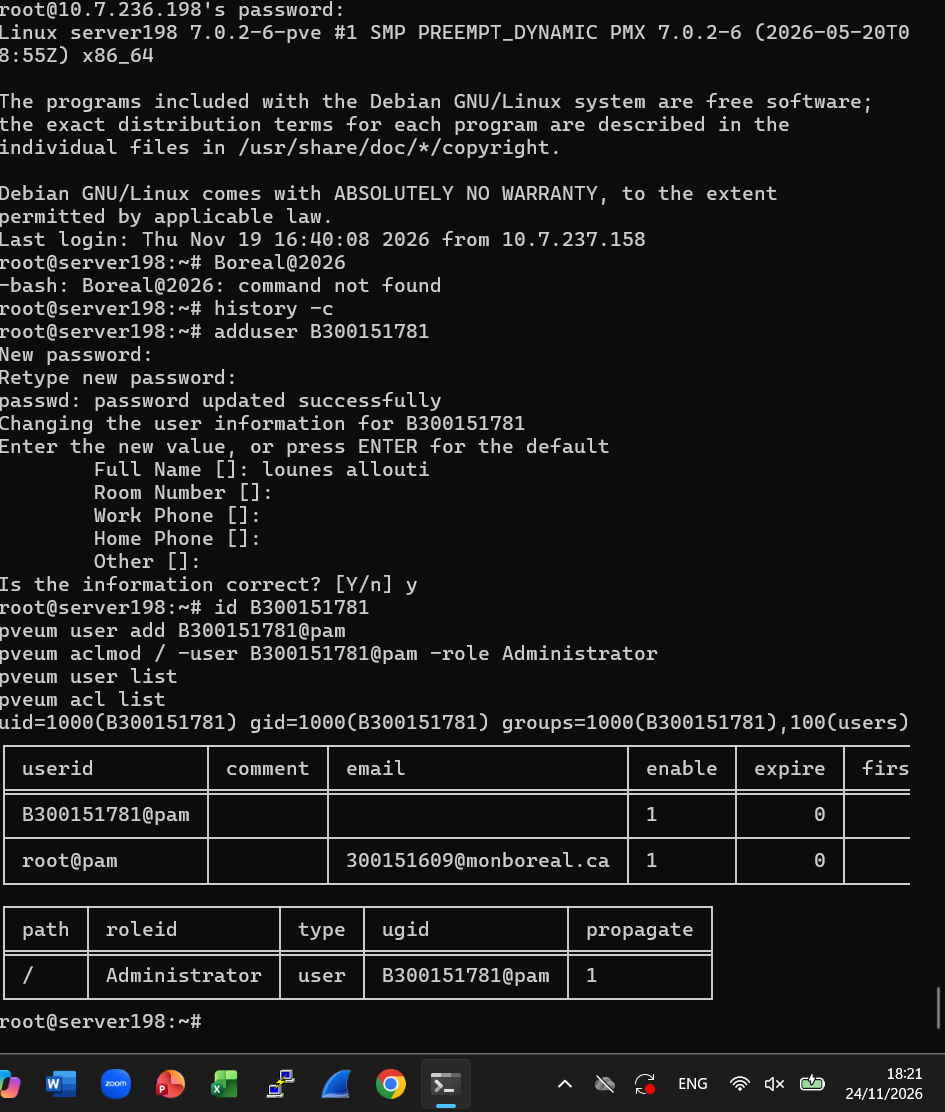 root@10.7.236.198's password:
Linux server198 7.0.2-6-pve #1 SMP PREEMPT_DYNAMIC PMX 7.0.2-6 (2026-05-20T0
8:55Z) x86_64
The programs included with the Debian GNU/Linux system are free software;
the exact distribution terms for each program are described in the
individual files in /usr/share/doc/*/copyright.
Debian GNU/Linux comes with ABSOLUTELY NO WARRANTY, to the extent
permitted by applicable law.
Last login: Thu Nov 19 16:40:08 2026 from 10.7.237.158
root@server198:~# Boreal@2026
-bash: Boreal@2026: command not found
root@server198:~# history -c
root@server198:~# adduser B300151781
New password:
Retype new password:
passwd: password updated successfully
Changing the user information for B300151781
Enter the new value, or press ENTER for the default
Full Name []: lounes allouti
Room Number []:
Work Phone []:
Home Phone []:
Other []:
Is the information correct? [Y/n] y
root@server198:~# id B300151781
pveum user add B300151781@pam
pveum aclmod / -user B300151781@pam -role Administrator
pveum user list
pveum acl list
uid=1000(B300151781) gid=1000(B300151781) groups=1000(B300151781),100(users)
userid comment email enable expire firs
B300151781@pam 1 0
root@pam 300151609@monboreal.ca 1 0
path roleid type ugid propagate
/ Administrator user B300151781@pam 1
root@server198:~#
W zoom P X ENG 18:21
24/11/2026